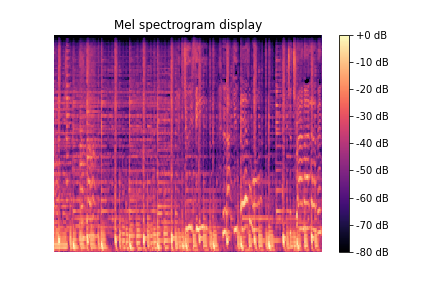 Mel spectrogram display
+0 dB
-10 dB
-20 dB
-30 dB
-40 dB
-50 dB
-60 dB
-70 dB
-80 dB